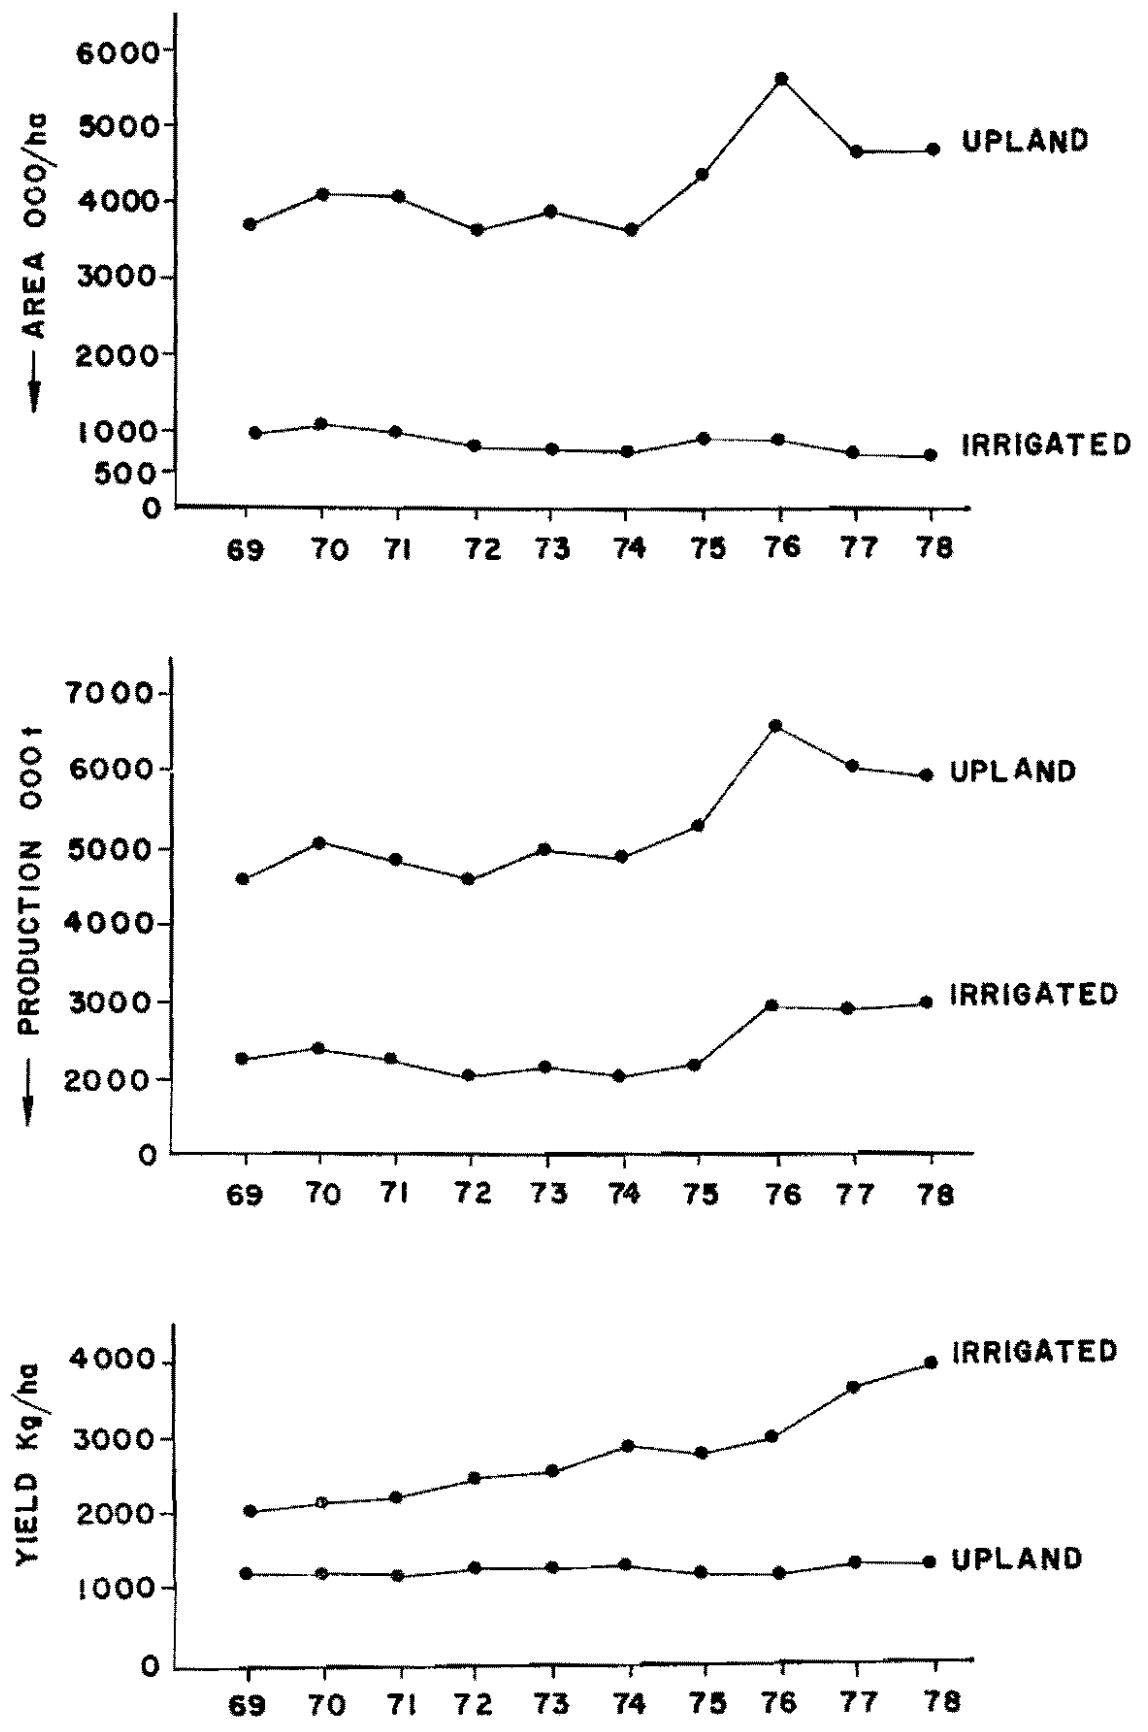 AREA 000/ha
6000
5000
4000
3000
2000
1000
500
0
UPLAND
IRRIGATED
69 70 71 72 73 74 75 76 77 78
PRODUCTION 000t
7000
6000
5000
4000
3000
2000
0
UPLAND
IRRIGATED
69 70 71 72 73 74 75 76 77 78
YIELD Kg/ha
4000
3000
2000
1000
0
IRRIGATED
UPLAND
69 70 71 72 73 74 75 76 77 78